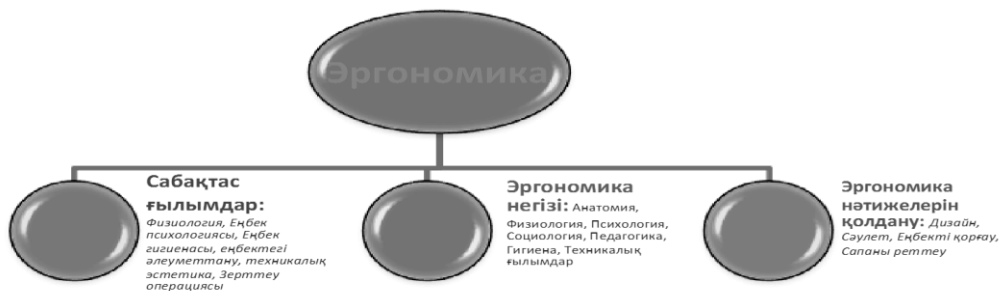 Эргономика
Сабақтас
ғылымдар:
Физиология, Еңбек
психологиясы, Еңбек
гигиенасы, еңбектегі
әлеуметтану, техникалық
эстетика, Зерттеу
операциясы
Эргономика
негізі: Анатомия,
Физиология, Психология,
Социология, Педагогика,
Гигиена, Техникалық
ғылымдар
Эргономика
нәтижелерін
қолдану: Дизайн,
Сәулет, Еңбекті қорғау,
Сапаны реттеу